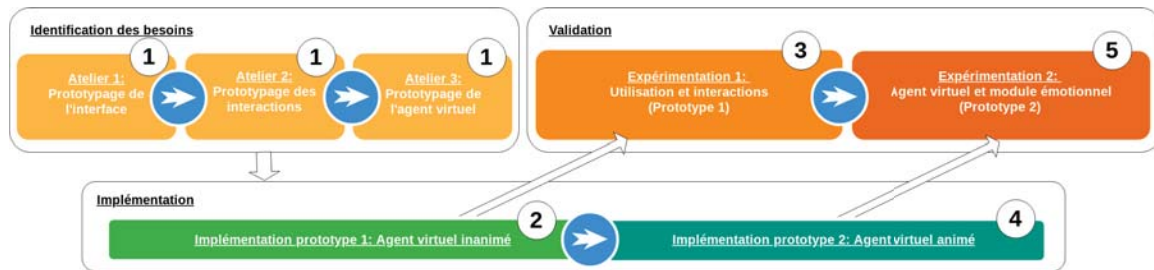 Identification des besoins
1
Atelier 1:
Prototypage de
l'interface
1
Atelier 2:
Prototypage des
interactions
1
Atelier 3:
Prototypage de
l'agent virtuel
Validation
3
Expérimentation 1:
Utilisation et interactions
(Prototype 1)
5
Expérimentation 2:
Agent virtuel et module émotionnel
(Prototype 2)
Implémentation
2
Implémentation prototype 1: Agent virtuel inanimé
4
Implémentation prototype 2: Agent virtuel animé